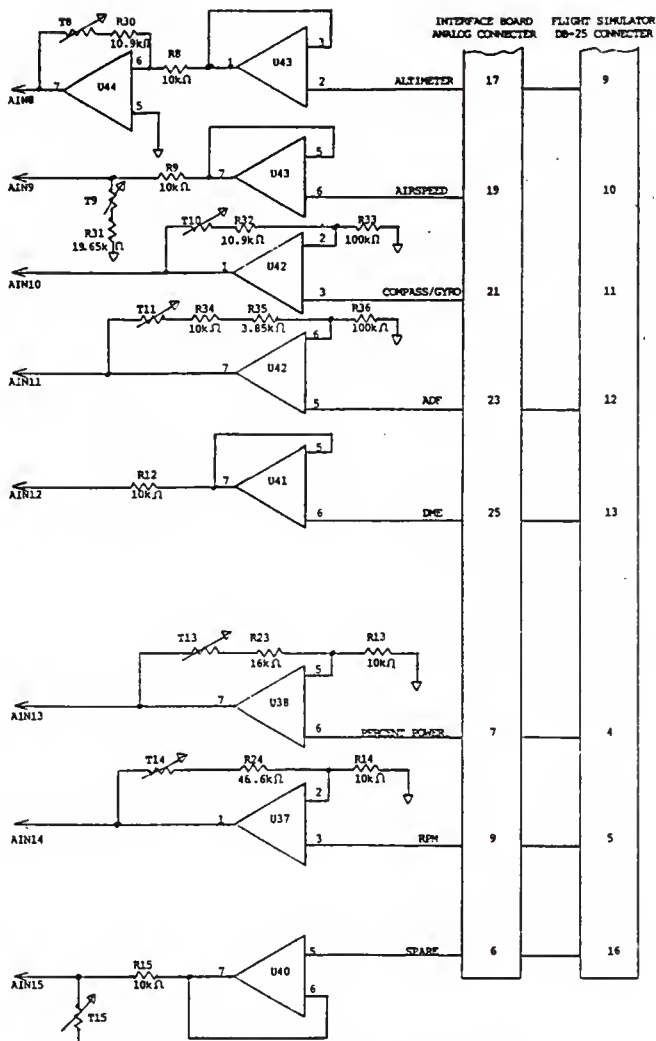 INTERFACE BOARD
ANALOG CONNECTER
FLIGHT SIMULATOR
DB-25 CONNECTER
T8
R30
10.9kΩ
R8
10kΩ
7
U44
6
5
1
U43
3
2
ALTIMETER
17
9
AIN8
AIN9
T9
R31
19.65kΩ
R9
10kΩ
7
U43
5
6
AIRSPEED
19
10
AIN10
T10
R32
10.9kΩ
R33
100kΩ
1
U42
2
3
COMPASS/GYRO
21
11
AIN11
T11
R34
10kΩ
R35
3.85kΩ
R36
100kΩ
7
U42
6
5
ADF
23
12
AIN12
R12
10kΩ
7
U41
5
6
DME
25
13
AIN13
T13
R23
16kΩ
R13
10kΩ
7
U38
5
6
PERCENT POWER
7
4
AIN14
T14
R24
46.6kΩ
R14
10kΩ
1
U37
2
3
RPM
9
5
AIN15
T15
R15
10kΩ
7
U40
5
6
SPARE
6
16